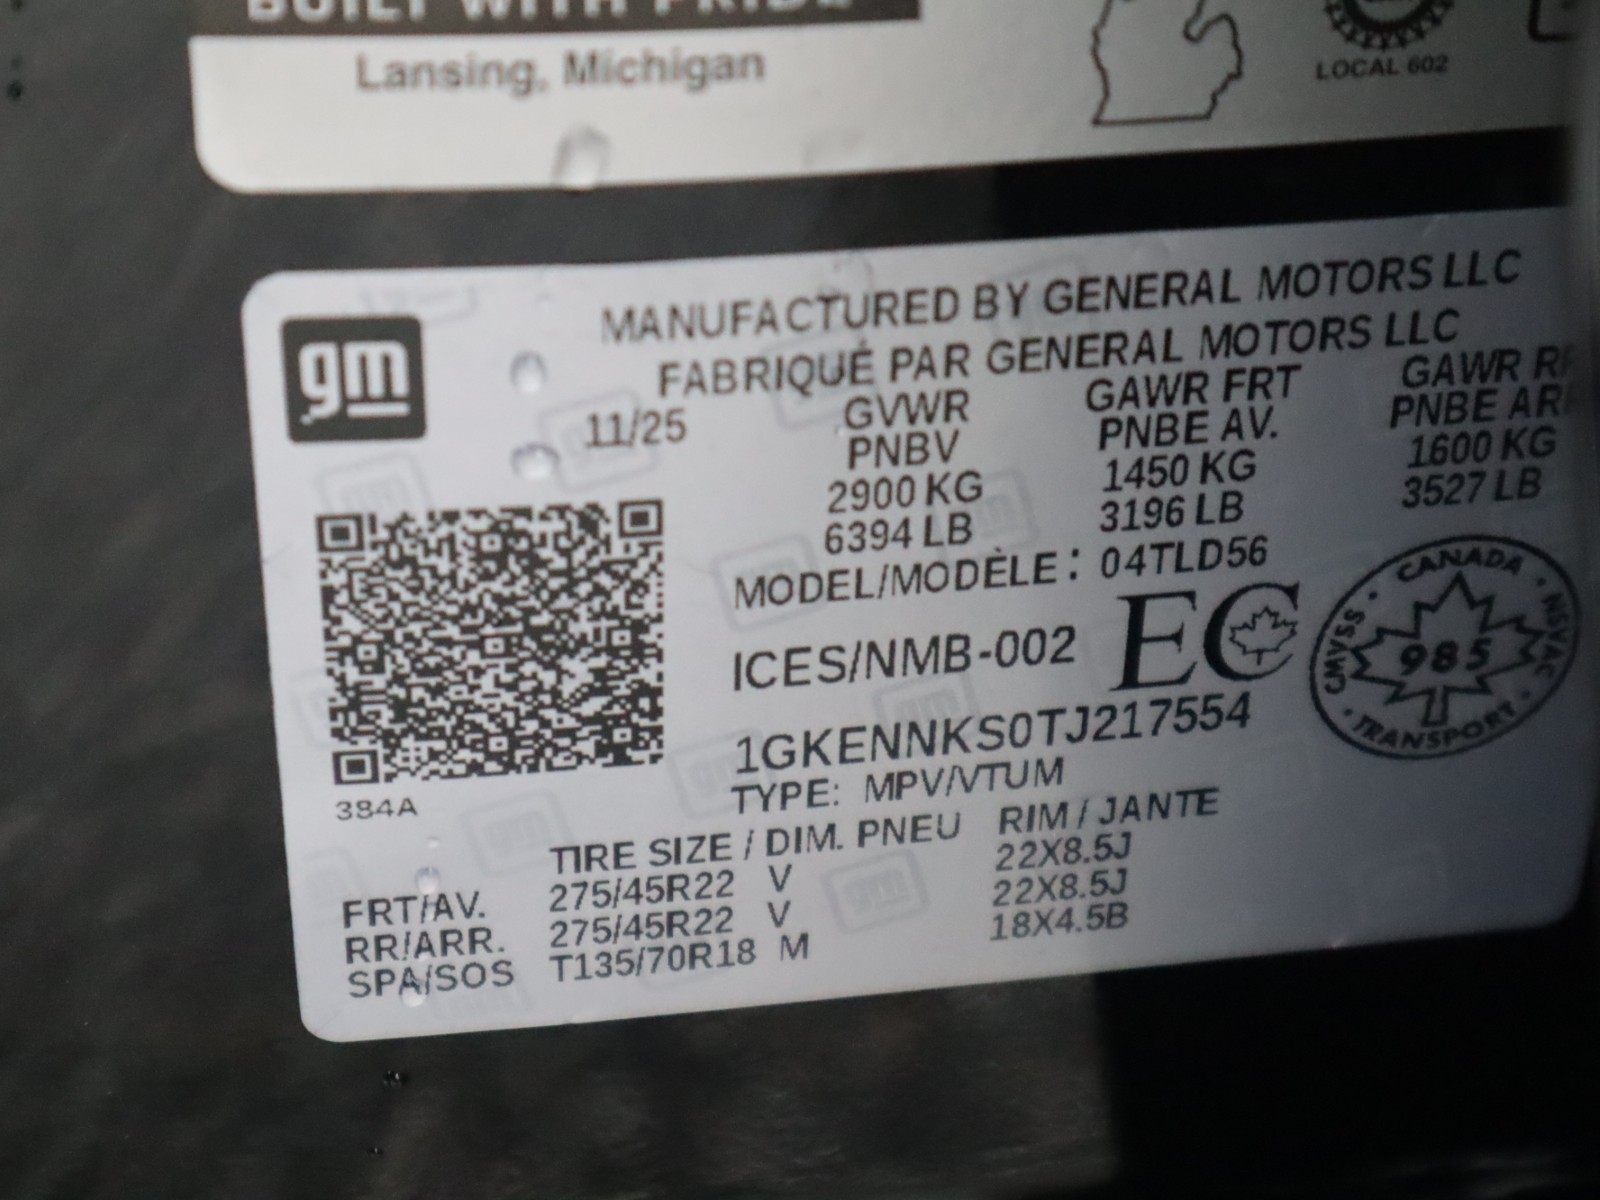 BUILT WITH PRIDE
Lansing, Michigan
LOCAL 602
gm
MANUFACTURED BY GENERAL MOTORS LLC
FABRIQUÉ PAR GENERAL MOTORS LLC
11/25 GVWR GAWR FRT GAWR
PNBV PNBE AV. PNBE
2900 KG 1450 KG 1600 KG
6394 LB 3196 LB 3527 LB
MODEL/MODÈLE: 04TLD56
ICES/NMB-002 EC
CANADA
CMVSS 985 NSVAC
TRANSPORT
1GKENNKS0TJ217554
TYPE: MPV/VTUM
384A
TIRE SIZE / DIM. PNEU RIM / JANTE
FRT/AV. 275/45R22 V 22X8.5J
RR/ARR. 275/45R22 V 22X8.5J
SPA/SOS T135/70R18 M 18X4.5B